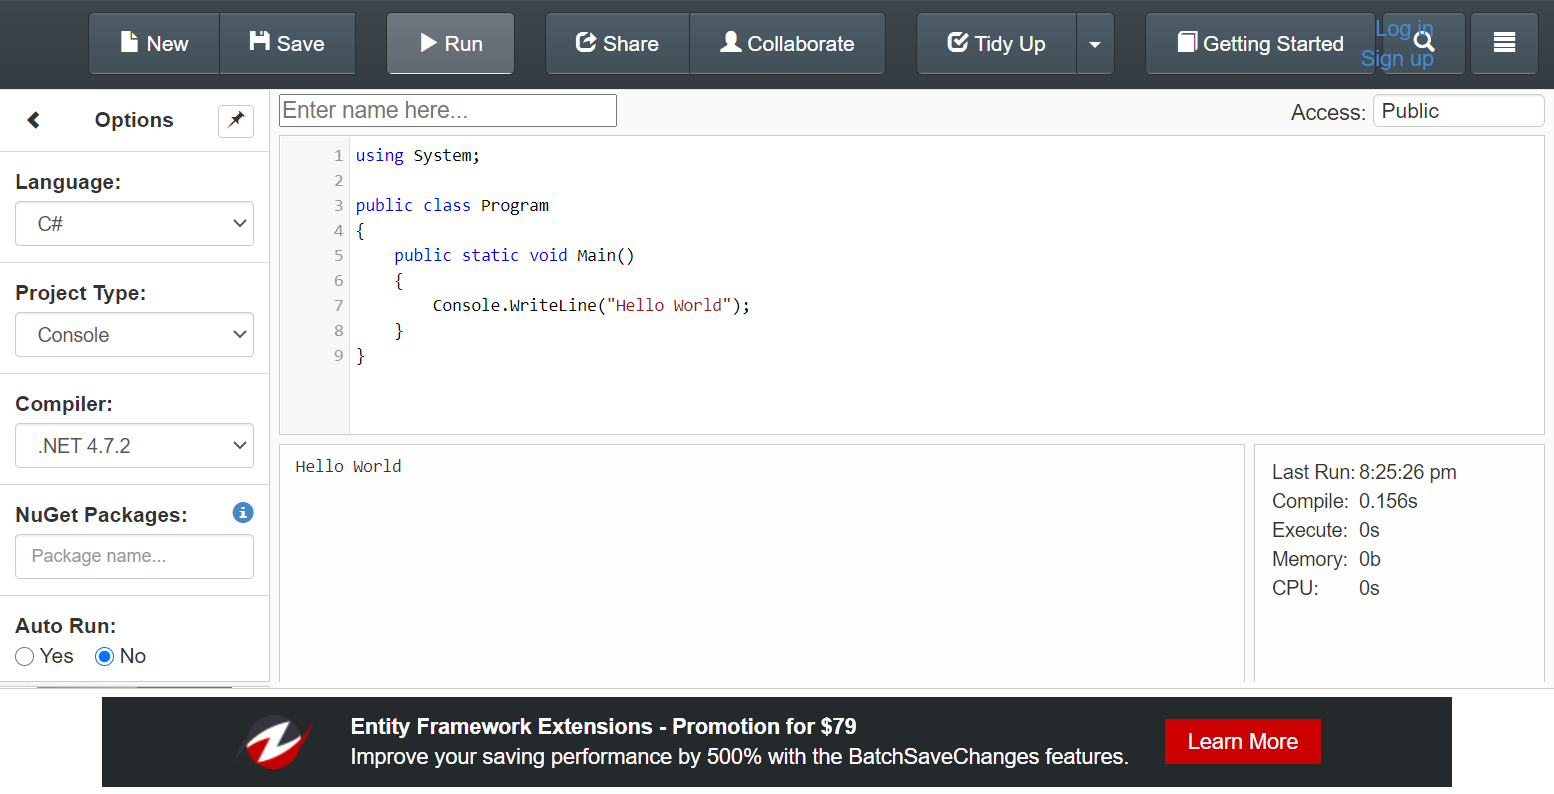 New Save Run Share Collaborate Tidy Up Getting Started Log in
Sign up
Options
Language:
C#
Project Type:
Console
Compiler:
.NET 4.7.2
NuGet Packages:
Package name...
Auto Run:
Yes No
Enter name here...
Access: Public
1 using System;
2
3 public class Program
4 {
5 public static void Main()
6 {
7 Console.WriteLine("Hello World");
8 }
9 }
Hello World
Last Run: 8:25:26 pm
Compile: 0.156s
Execute: 0s
Memory: 0b
CPU: 0s
Entity Framework Extensions - Promotion for $79
Improve your saving performance by 500% with the BatchSaveChanges features.
Learn More